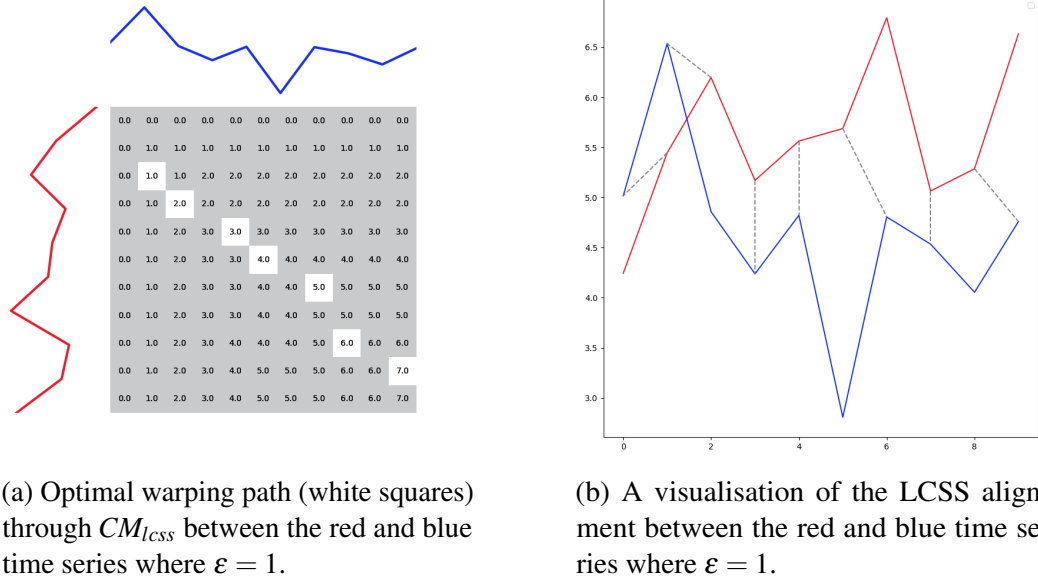 0.0 0.0 0.0 0.0 0.0 0.0 0.0 0.0 0.0 0.0 0.0
0.0 1.0 1.0 1.0 1.0 1.0 1.0 1.0 1.0 1.0 1.0
0.0 1.0 1.0 2.0 2.0 2.0 2.0 2.0 2.0 2.0 2.0
0.0 1.0 2.0 2.0 2.0 2.0 2.0 2.0 2.0 2.0 2.0
0.0 1.0 2.0 3.0 3.0 3.0 3.0 3.0 3.0 3.0 3.0
0.0 1.0 2.0 3.0 3.0 4.0 4.0 4.0 4.0 4.0 4.0
0.0 1.0 2.0 3.0 3.0 4.0 4.0 5.0 5.0 5.0 5.0
0.0 1.0 2.0 3.0 3.0 4.0 4.0 5.0 5.0 5.0 5.0
0.0 1.0 2.0 3.0 4.0 4.0 4.0 5.0 6.0 6.0 6.0
0.0 1.0 2.0 3.0 4.0 5.0 5.0 5.0 6.0 6.0 7.0
0.0 1.0 2.0 3.0 4.0 5.0 5.0 5.0 6.0 6.0 7.0
(a) Optimal warping path (white squares)
through CMlcss between the red and blue
time series where ε = 1.
6.5
6.0
5.5
5.0
4.5
4.0
3.5
3.0
0 2 4 6 8
(b) A visualisation of the LCSS align-
ment between the red and blue time se-
ries where ε = 1.